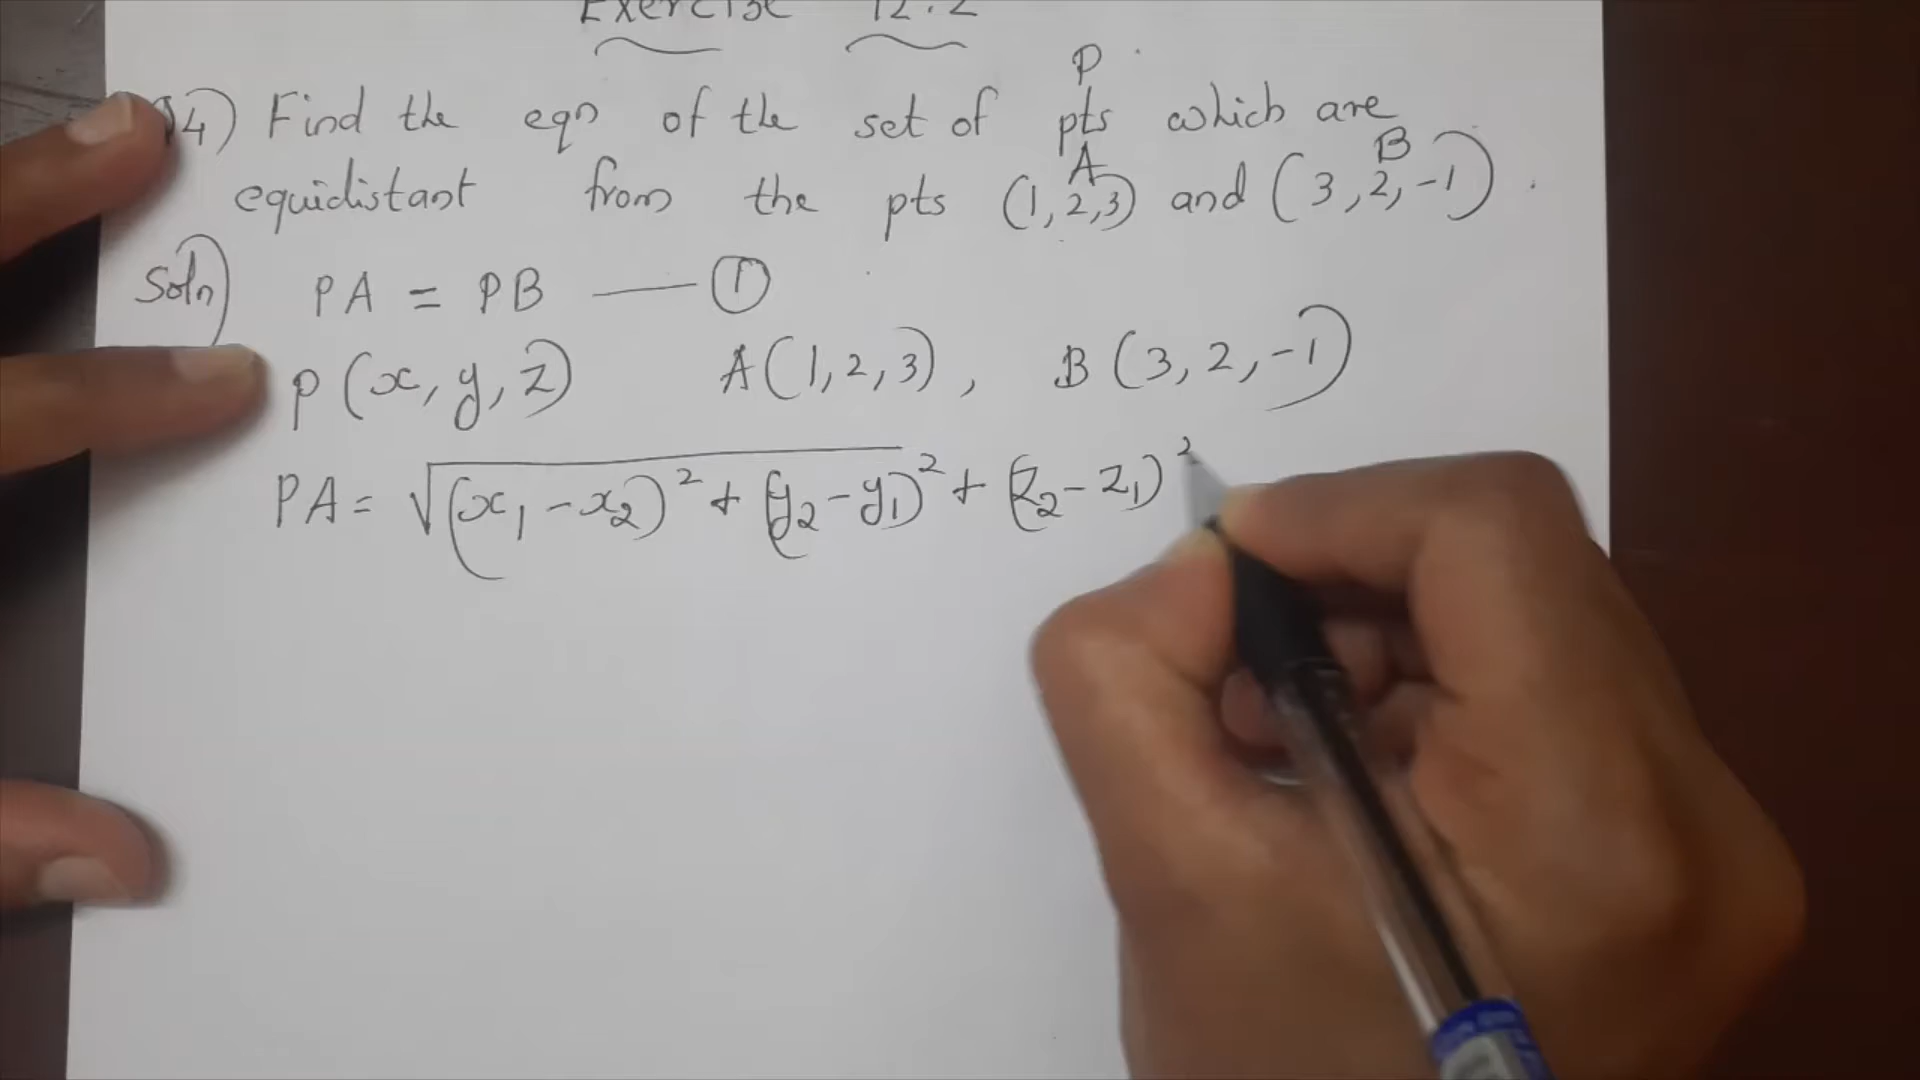 Exercise 12.2
P
4) Find the eqn of the set of pts which are
A B
equidistant from the pts (1,2,3) and (3,2,-1).
Soln) PA = PB — ①
P(x,y,z) A(1,2,3), B(3,2,-1)
PA = √(x₁-x₂)²+(y₂-y₁)²+(z₂-z₁)²